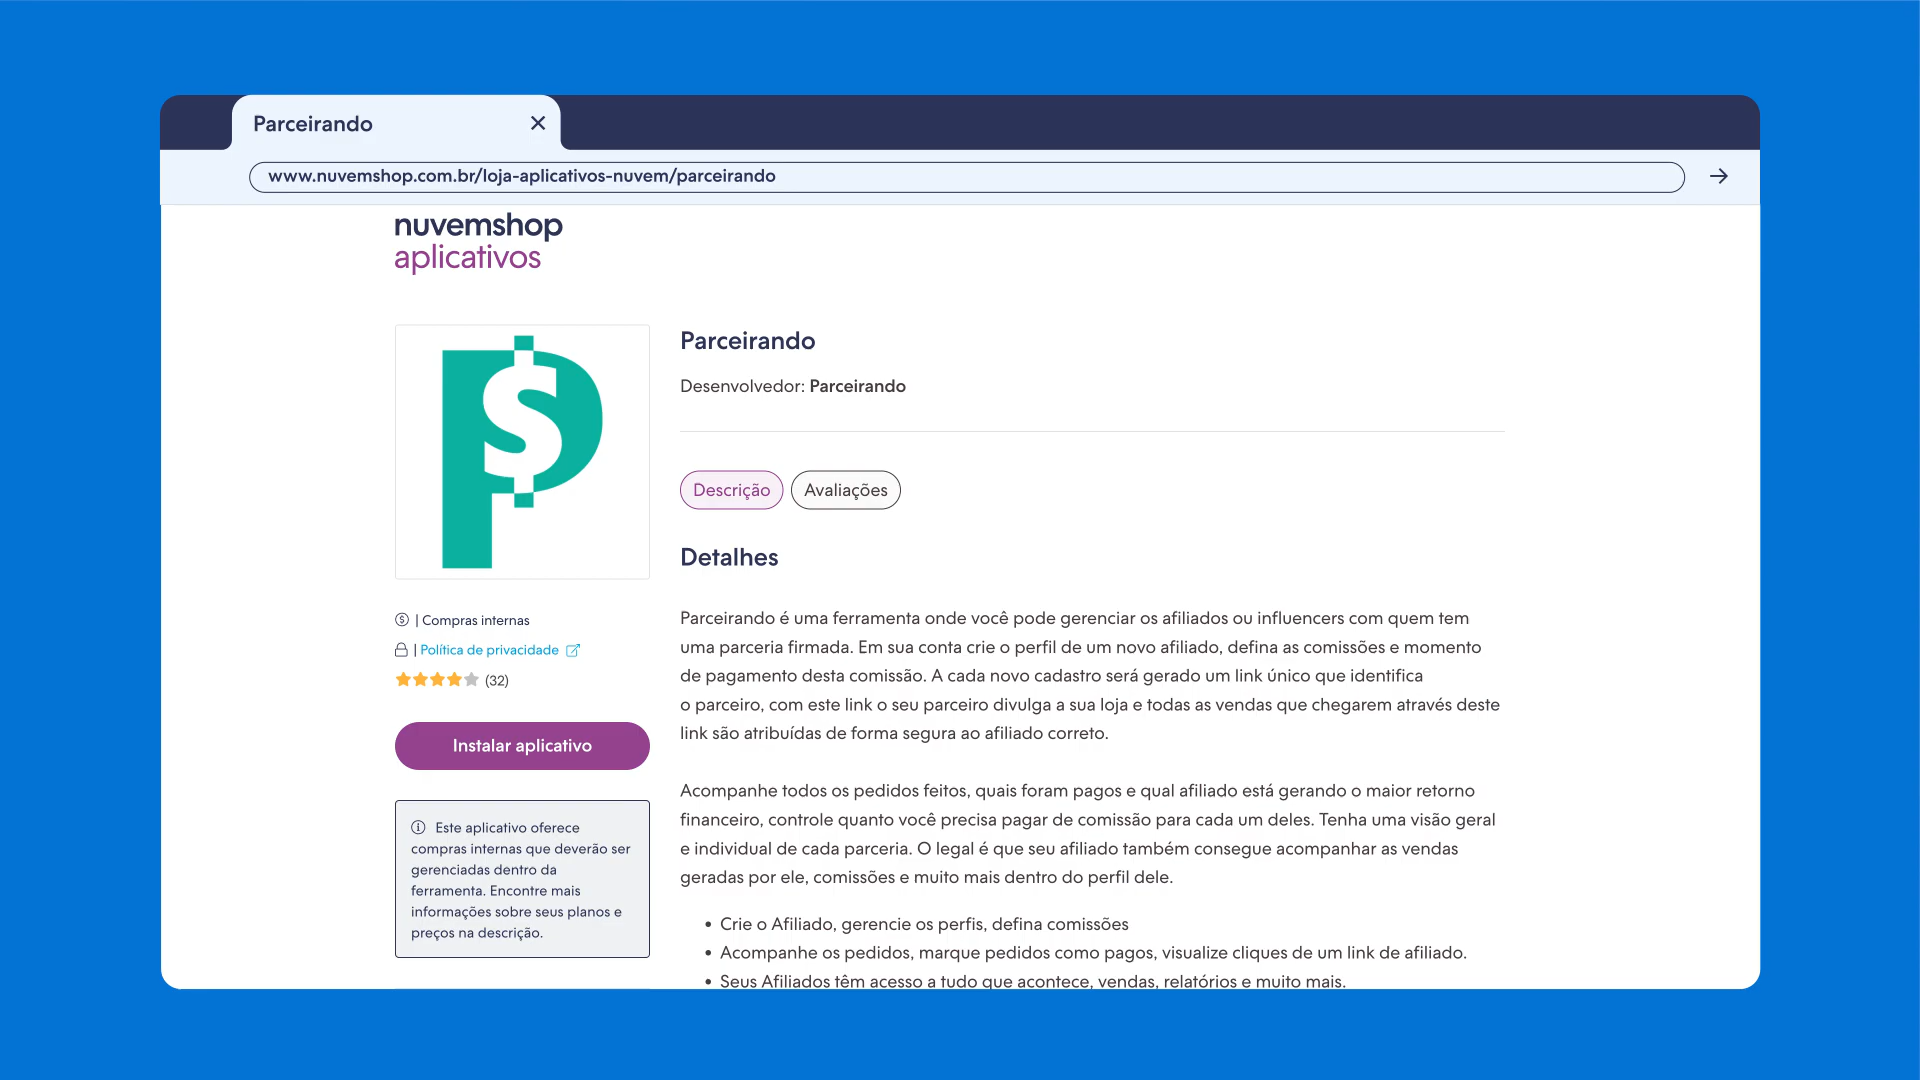 Parceirando
www.nuvemshop.com.br/loja-aplicativos-nuvem/parceirando
nuvemshop
aplicativos
Parceirando
Desenvolvedor: Parceirando
Descrição
Avaliações
Detalhes
Parceirando é uma ferramenta onde você pode gerenciar os afiliados ou influencers com quem tem
uma parceria firmada. Em sua conta crie o perfil de um novo afiliado, defina as comissões e momento
de pagamento desta comissão. A cada novo cadastro será gerado um link único que identifica
o parceiro, com este link o seu parceiro divulga a sua loja e todas as vendas que chegarem através deste
link são atribuídas de forma segura ao afiliado correto.
Acompanhe todos os pedidos feitos, quais foram pagos e qual afiliado está gerando o maior retorno
financeiro, controle quanto você precisa pagar de comissão para cada um deles. Tenha uma visão geral
e individual de cada parceria. O legal é que seu afiliado também consegue acompanhar as vendas
geradas por ele, comissões e muito mais dentro do perfil dele.
• Crie o Afiliado, gerencie os perfis, defina comissões
• Acompanhe os pedidos, marque pedidos como pagos, visualize cliques de um link de afiliado.
• Seus Afiliados têm acesso a tudo que acontece, vendas, relatórios e muito mais.
| Compras internas
| Política de privacidade
(32)
Instalar aplicativo
Este aplicativo oferece
compras internas que deverão ser
gerenciadas dentro da
ferramenta. Encontre mais
informações sobre seus planos e
preços na descrição.